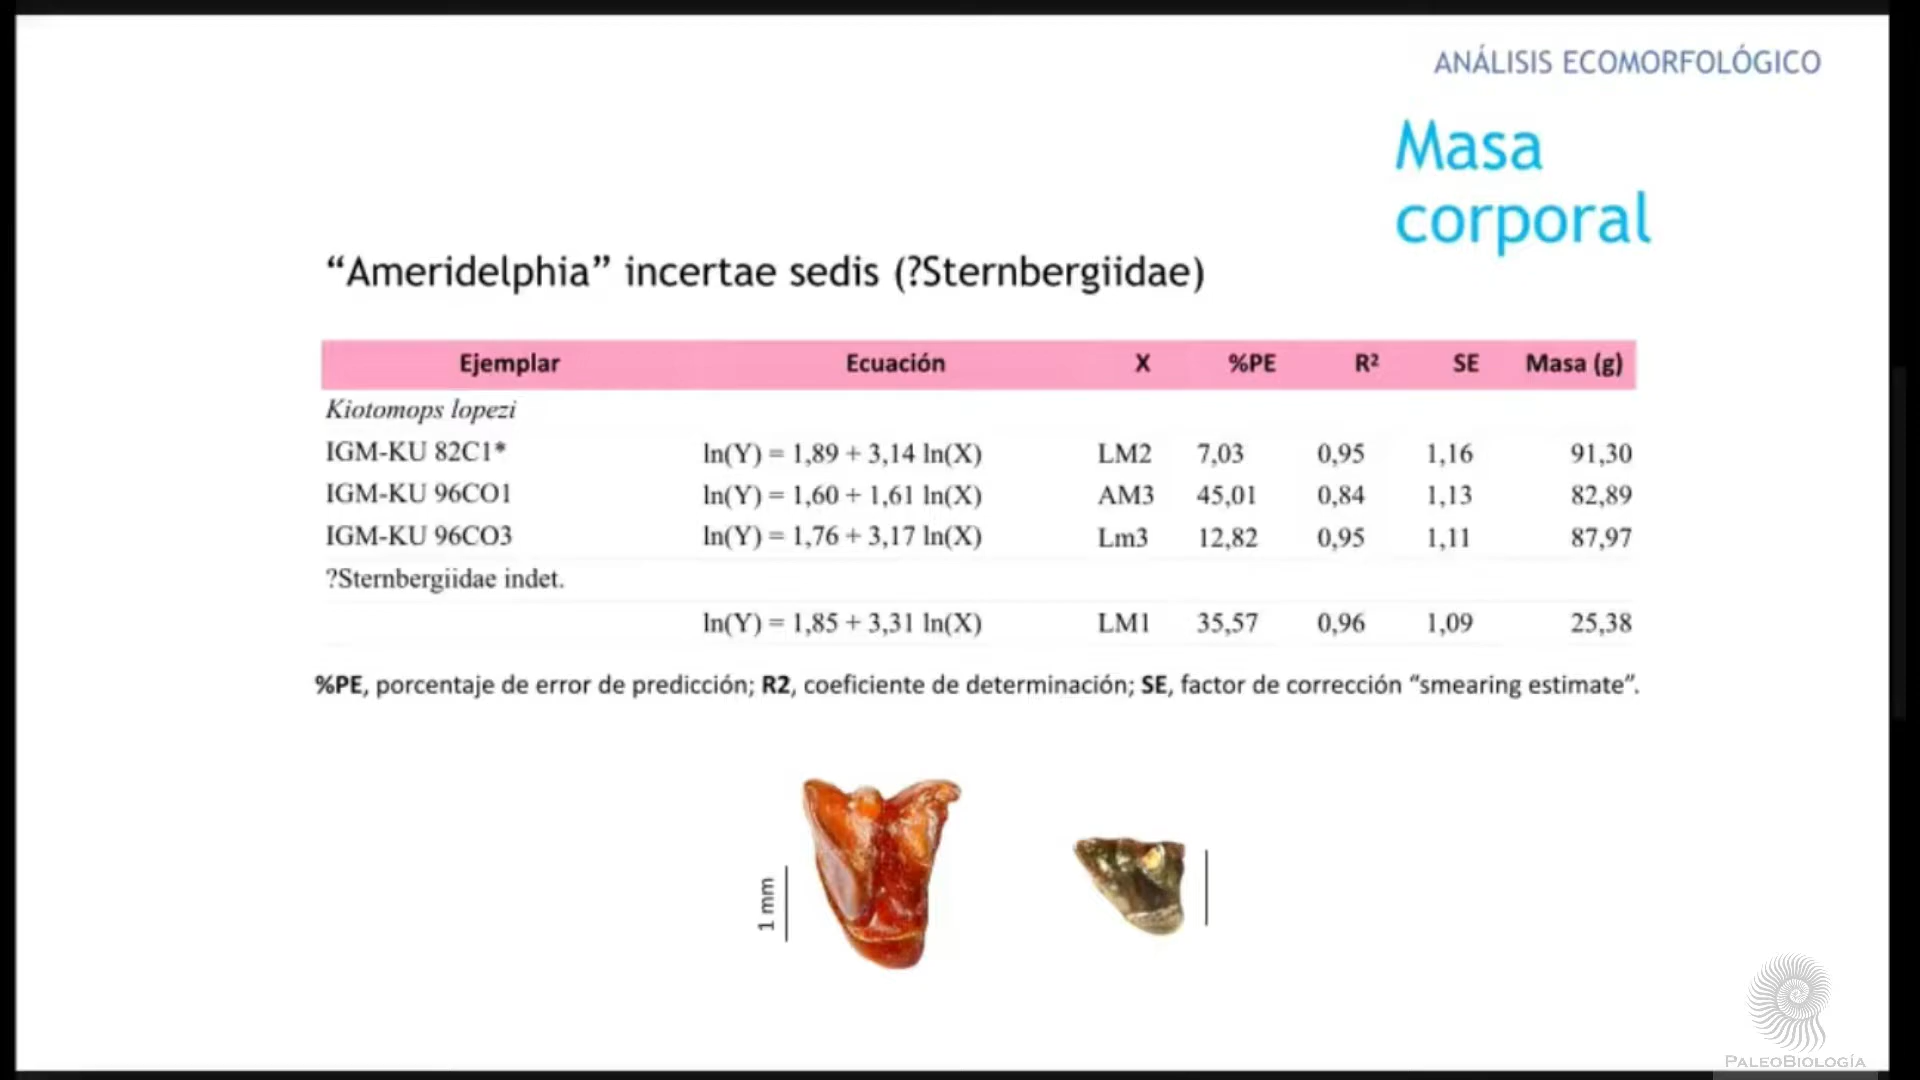 ANÁLISIS ECOMORFOLÓGICO
Masa
corporal
“Ameridelphia” incertae sedis (?Sternbergiidae)
Ejemplar Ecuación X %PE R² SE Masa (g)
Kiotomops lopezi
IGM-KU 82C1* ln(Y) = 1,89 + 3,14 ln(X) LM2 7,03 0,95 1,16 91,30
IGM-KU 96CO1 ln(Y) = 1,60 + 1,61 ln(X) AM3 45,01 0,84 1,13 82,89
IGM-KU 96CO3 ln(Y) = 1,76 + 3,17 ln(X) Lm3 12,82 0,95 1,11 87,97
?Sternbergiidae indet.
ln(Y) = 1,85 + 3,31 ln(X) LM1 35,57 0,96 1,09 25,38
%PE, porcentaje de error de predicción; R2, coeficiente de determinación; SE, factor de corrección “smearing estimate”.
1 mm
PALEOBIOLOGÍA